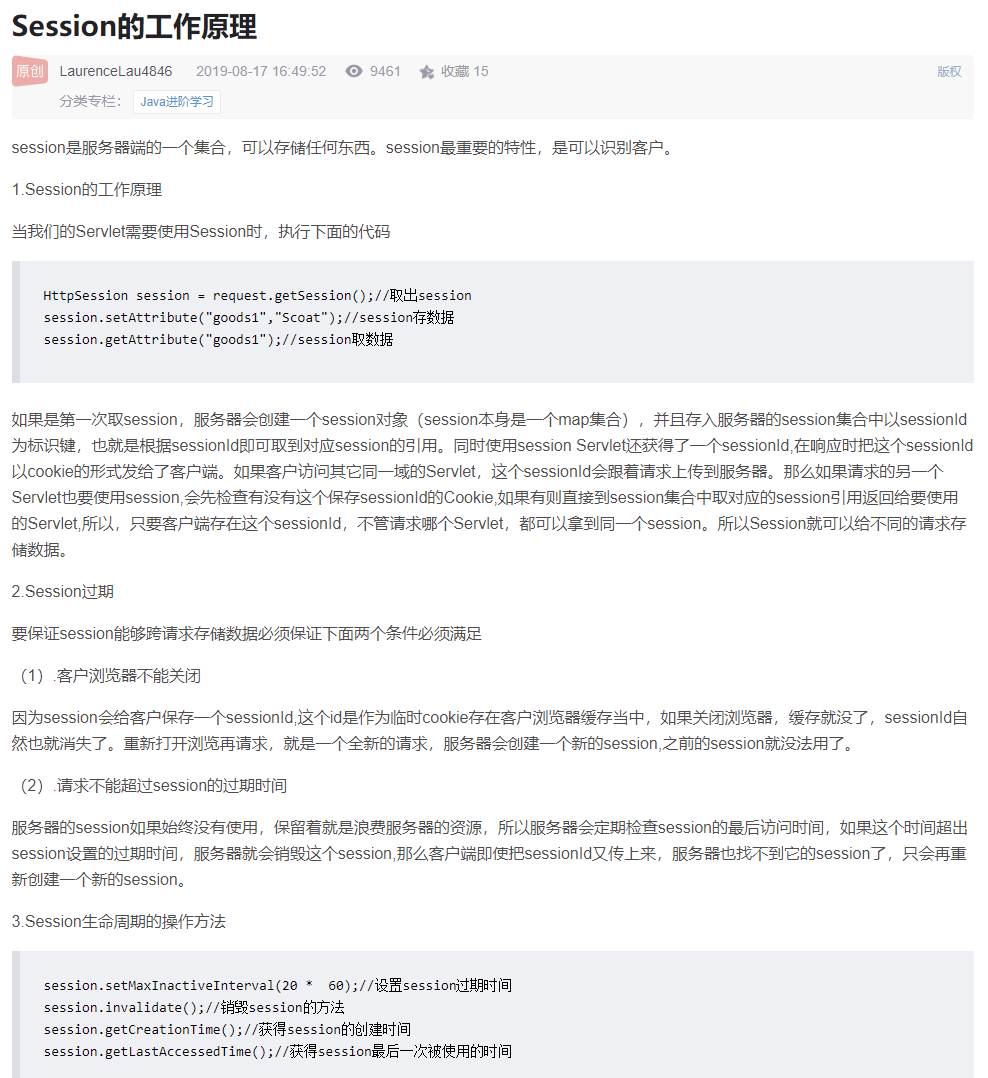 Session的工作原理
原创 LaurenceLau4846 2019-08-17 16:49:52 9461 收藏 15 版权
分类专栏： Java进阶学习
session是服务器端的一个集合，可以存储任何东西。session最重要的特性，是可以识别客户。
1.Session的工作原理
当我们的Servlet需要使用Session时，执行下面的代码
HttpSession session = request.getSession();//取出session
session.setAttribute("goods1","Scoat");//session存数据
session.getAttribute("goods1");//session取数据
如果是第一次取session，服务器会创建一个session对象（session本身是一个map集合），并且存入服务器的session集合中以sessionId
为标识键，也就是根据sessionId即可取到对应session的引用。同时使用session Servlet还获得了一个sessionId,在响应时把这个sessionId
以cookie的形式发给了客户端。如果客户访问其它同一域的Servlet，这个sessionId会跟着请求上传到服务器。那么如果请求的另一个
Servlet也要使用session,会先检查有没有这个保存sessionId的Cookie,如果有则直接到session集合中取对应的session引用返回给要使用
的Servlet,所以，只要客户端存在这个sessionId，不管请求哪个Servlet，都可以拿到同一个session。所以Session就可以给不同的请求存
储数据。
2.Session过期
要保证session能够跨请求存储数据必须保证下面两个条件必须满足
（1）.客户浏览器不能关闭
因为session会给客户保存一个sessionId,这个id是作为临时cookie存在客户浏览器缓存当中，如果关闭浏览器，缓存就没了，sessionId自
然也就消失了。重新打开浏览再请求，就是一个全新的请求，服务器会创建一个新的session,之前的session就没法用了。
（2）.请求不能超过session的过期时间
服务器的session如果始终没有使用，保留着就是浪费服务器的资源，所以服务器会定期检查session的最后访问时间，如果这个时间超出
session设置的过期时间，服务器就会销毁这个session,那么客户端即使把sessionId又传上来，服务器也找不到它的session了，只会再重
新创建一个新的session。
3.Session生命周期的操作方法
session.setMaxInactiveInterval(20 *  60);//设置session过期时间
session.invalidate();//销毁session的方法
session.getCreationTime();//获得session的创建时间
session.getLastAccessedTime();//获得session最后一次被使用的时间